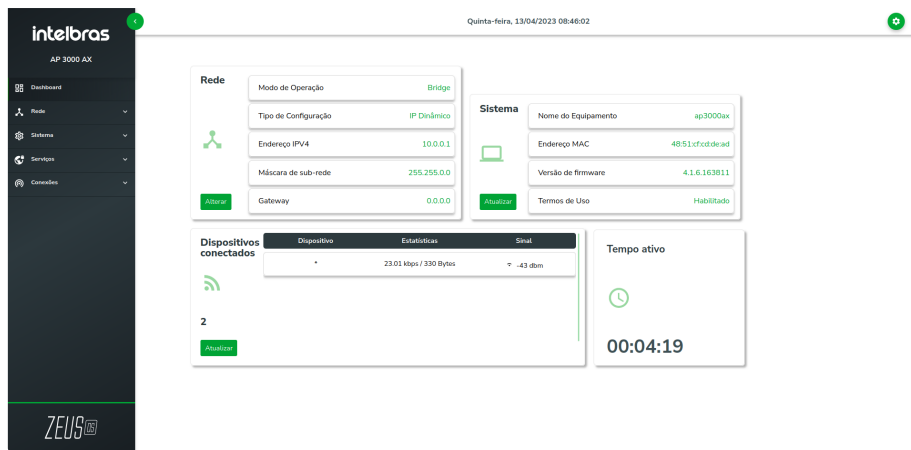 intelbras
AP 3000 AX
Dashboard
Rede
Sistema
Serviços
Conexões
ZEUS OS
Quinta-feira, 13/04/2023 08:46:02
Rede
Modo de Operação Bridge
Tipo de Configuração IP Dinâmico
Endereço IPV4 10.0.0.1
Máscara de sub-rede 255.255.0.0
Gateway 0.0.0.0
Alterar
Sistema
Nome do Equipamento ap3000ax
Endereço MAC 48:51:cf:cd:de:ad
Versão de firmware 4.1.6.163811
Termos de Uso Habilitado
Atualizar
Dispositivos
conectados
Dispositivo Estatísticas Sinal
* 23.01 kbps / 330 Bytes -43 dbm
2
Atualizar
Tempo ativo
00:04:19